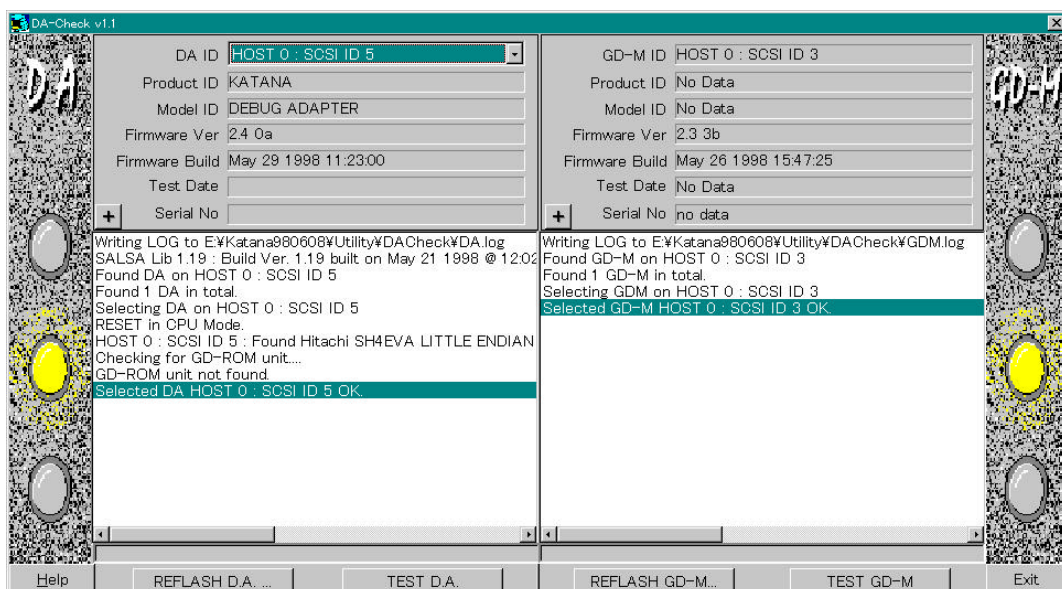 DA-Check v1.1
DA
DA ID HOST 0 : SCSI ID 5
Product ID KATANA
Model ID DEBUG ADAPTER
Firmware Ver 2.4 0a
Firmware Build May 29 1998 11:23:00
Test Date
+ Serial No
Writing LOG to E:¥Katana980608¥Utility¥DACheck¥DA.log
SALSA Lib 1.19 : Build Ver. 1.19 built on May 21 1998 @ 12:02
Found DA on HOST 0 : SCSI ID 5
Found 1 DA in total.
Selecting DA on HOST 0 : SCSI ID 5
RESET in CPU Mode.
HOST 0 : SCSI ID 5 : Found Hitachi SH4EVA LITTLE ENDIAN
Checking for GD-ROM unit....
GD-ROM unit not found.
Selected DA HOST 0 : SCSI ID 5 OK.
GD-M
GD-M ID HOST 0 : SCSI ID 3
Product ID No Data
Model ID No Data
Firmware Ver 2.3 3b
Firmware Build May 26 1998 15:47:25
Test Date No Data
+ Serial No no data
Writing LOG to E:¥Katana980608¥Utility¥DACheck¥GDM.log
Found GD-M on HOST 0 : SCSI ID 3
Found 1 GD-M in total.
Selecting GDM on HOST 0 : SCSI ID 3
Selected GD-M HOST 0 : SCSI ID 3 OK.
Help REFLASH D.A. ... TEST D.A. REFLASH GD-M... TEST GD-M Exit